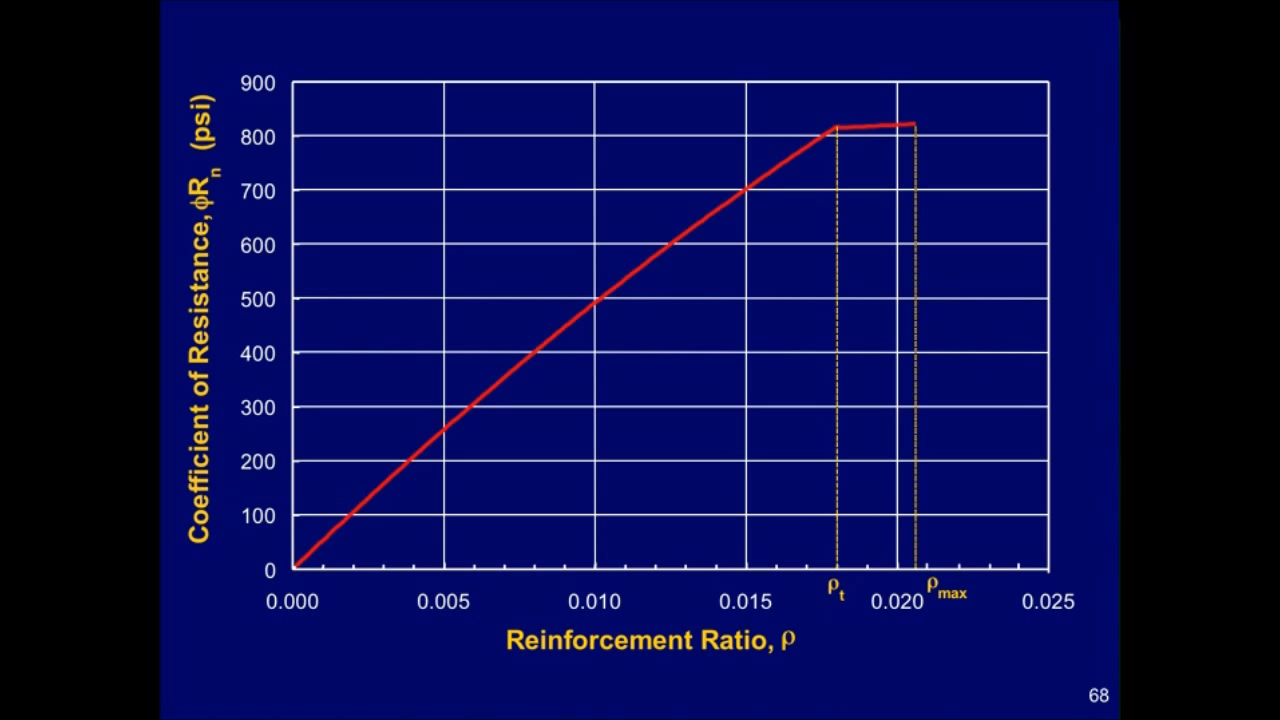 900
800
700
600
500
400
300
200
100
0
Coefficient of Resistance, ϕRn (psi)
0.000 0.005 0.010 0.015 0.020 0.025
ρt ρmax
Reinforcement Ratio, ρ
68